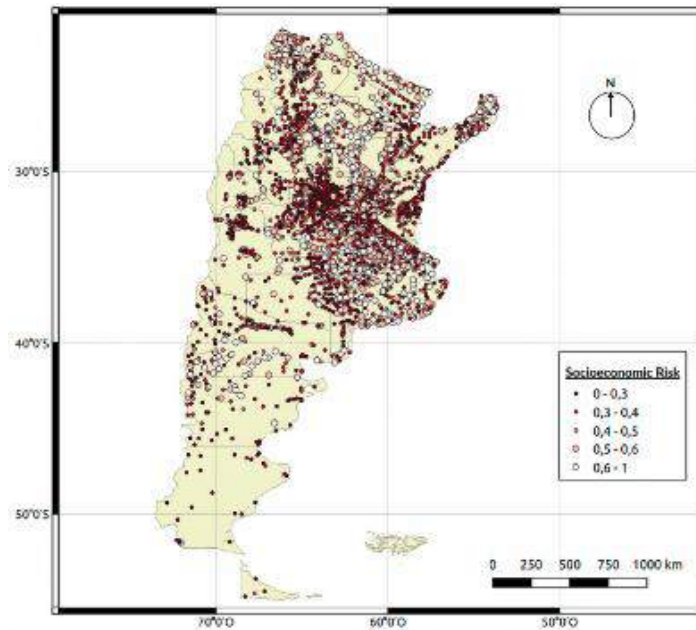 N
30°0'S
40°0'S
50°0'S
Socioeconomic Risk
0 - 0,3
0,3 - 0,4
0,4 - 0,5
0,5 - 0,6
0,6 - 1
0 250 500 750 1000 km
70°0'O 60°0'O 50°0'O